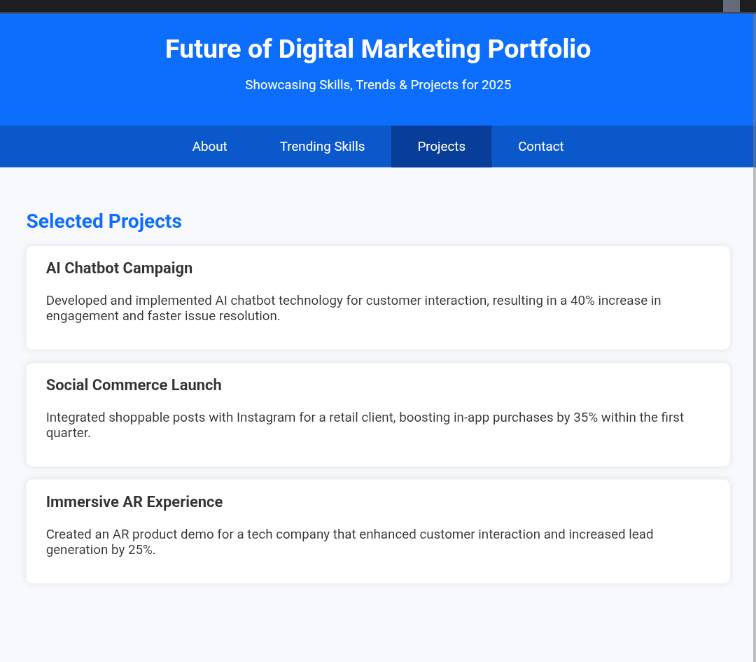 Future of Digital Marketing Portfolio
Showcasing Skills, Trends & Projects for 2025
About Trending Skills Projects Contact
Selected Projects
AI Chatbot Campaign
Developed and implemented AI chatbot technology for customer interaction, resulting in a 40% increase in
engagement and faster issue resolution.
Social Commerce Launch
Integrated shoppable posts with Instagram for a retail client, boosting in-app purchases by 35% within the first
quarter.
Immersive AR Experience
Created an AR product demo for a tech company that enhanced customer interaction and increased lead
generation by 25%.